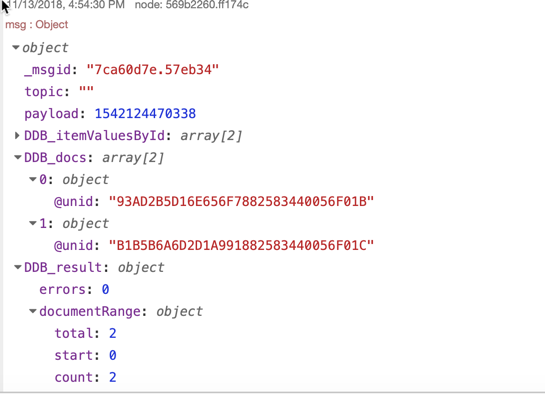 11/13/2018, 4:54:30 PM node: 569b2260.ff174c
msg : Object
object
_msgid: "7ca60d7e.57eb34"
topic: ""
payload: 1542124470338
DDB_itemValuesById: array[2]
DDB_docs: array[2]
0: object
@unid: "93AD2B5D16E656F7882583440056F01B"
1: object
@unid: "B1B5B6A6D2D1A991882583440056F01C"
DDB_result: object
errors: 0
documentRange: object
total: 2
start: 0
count: 2